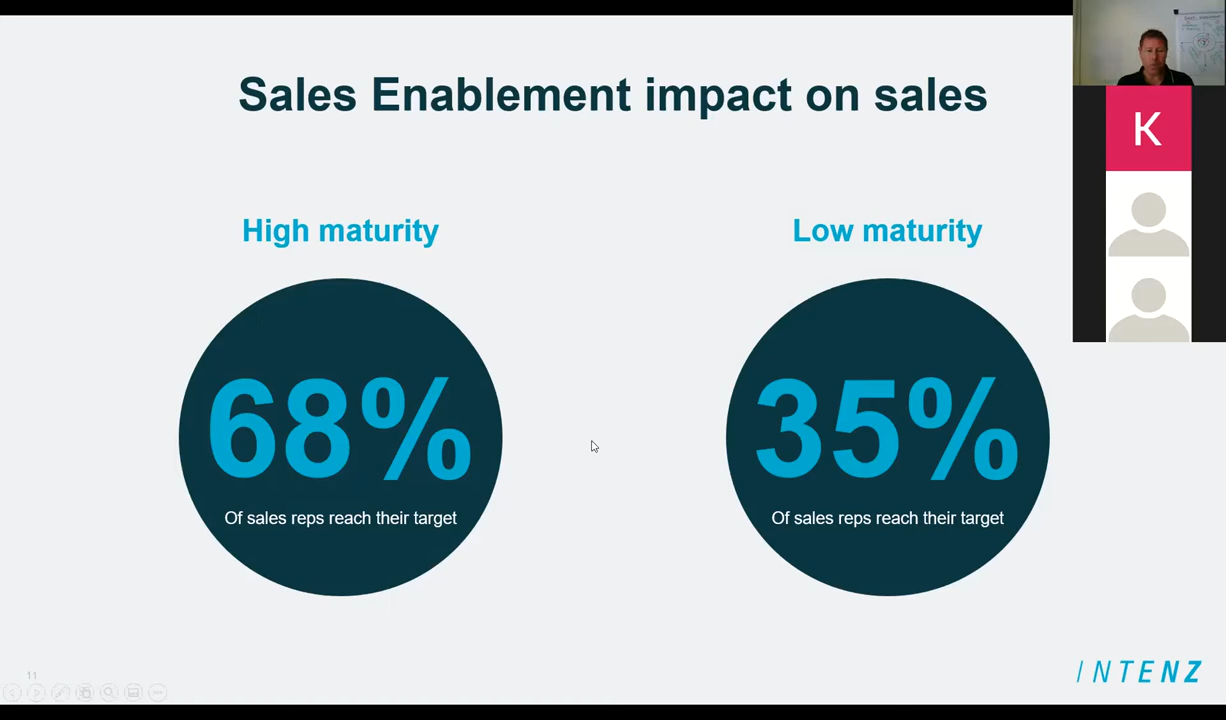 Sales Enablement impact on sales
High maturity
Low maturity
68%
35%
Of sales reps reach their target
Of sales reps reach their target
K
11
INTENZ